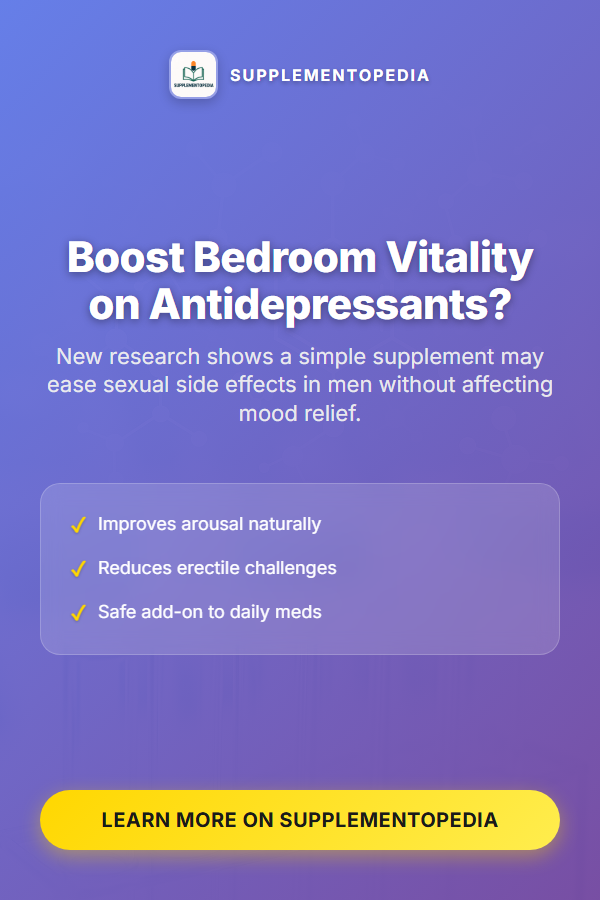 SUPPLEMENTOPEDIA
SUPPLEMENTOPEDIA
Boost Bedroom Vitality
on Antidepressants?
New research shows a simple supplement may
ease sexual side effects in men without affecting
mood relief.
✓ Improves arousal naturally
✓ Reduces erectile challenges
✓ Safe add-on to daily meds
LEARN MORE ON SUPPLEMENTOPEDIA